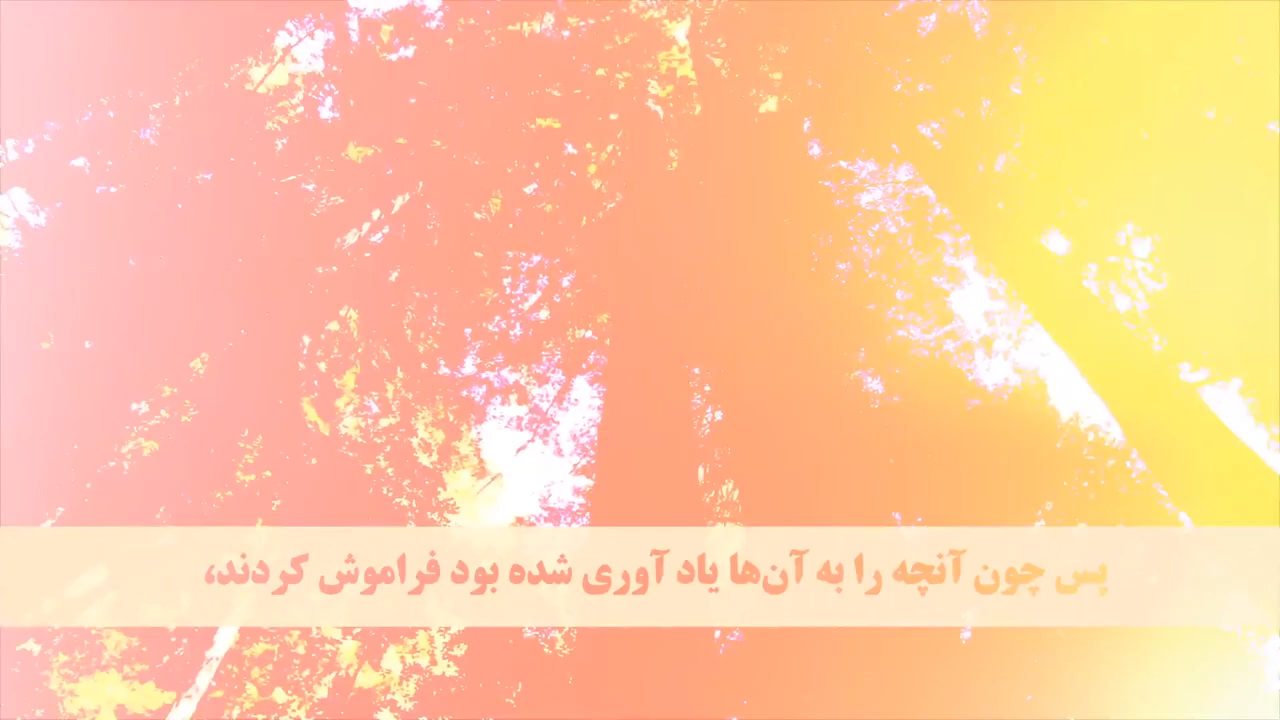 پس چون آنچه را به آن‌ها یاد آوری شده بود فراموش کردند،